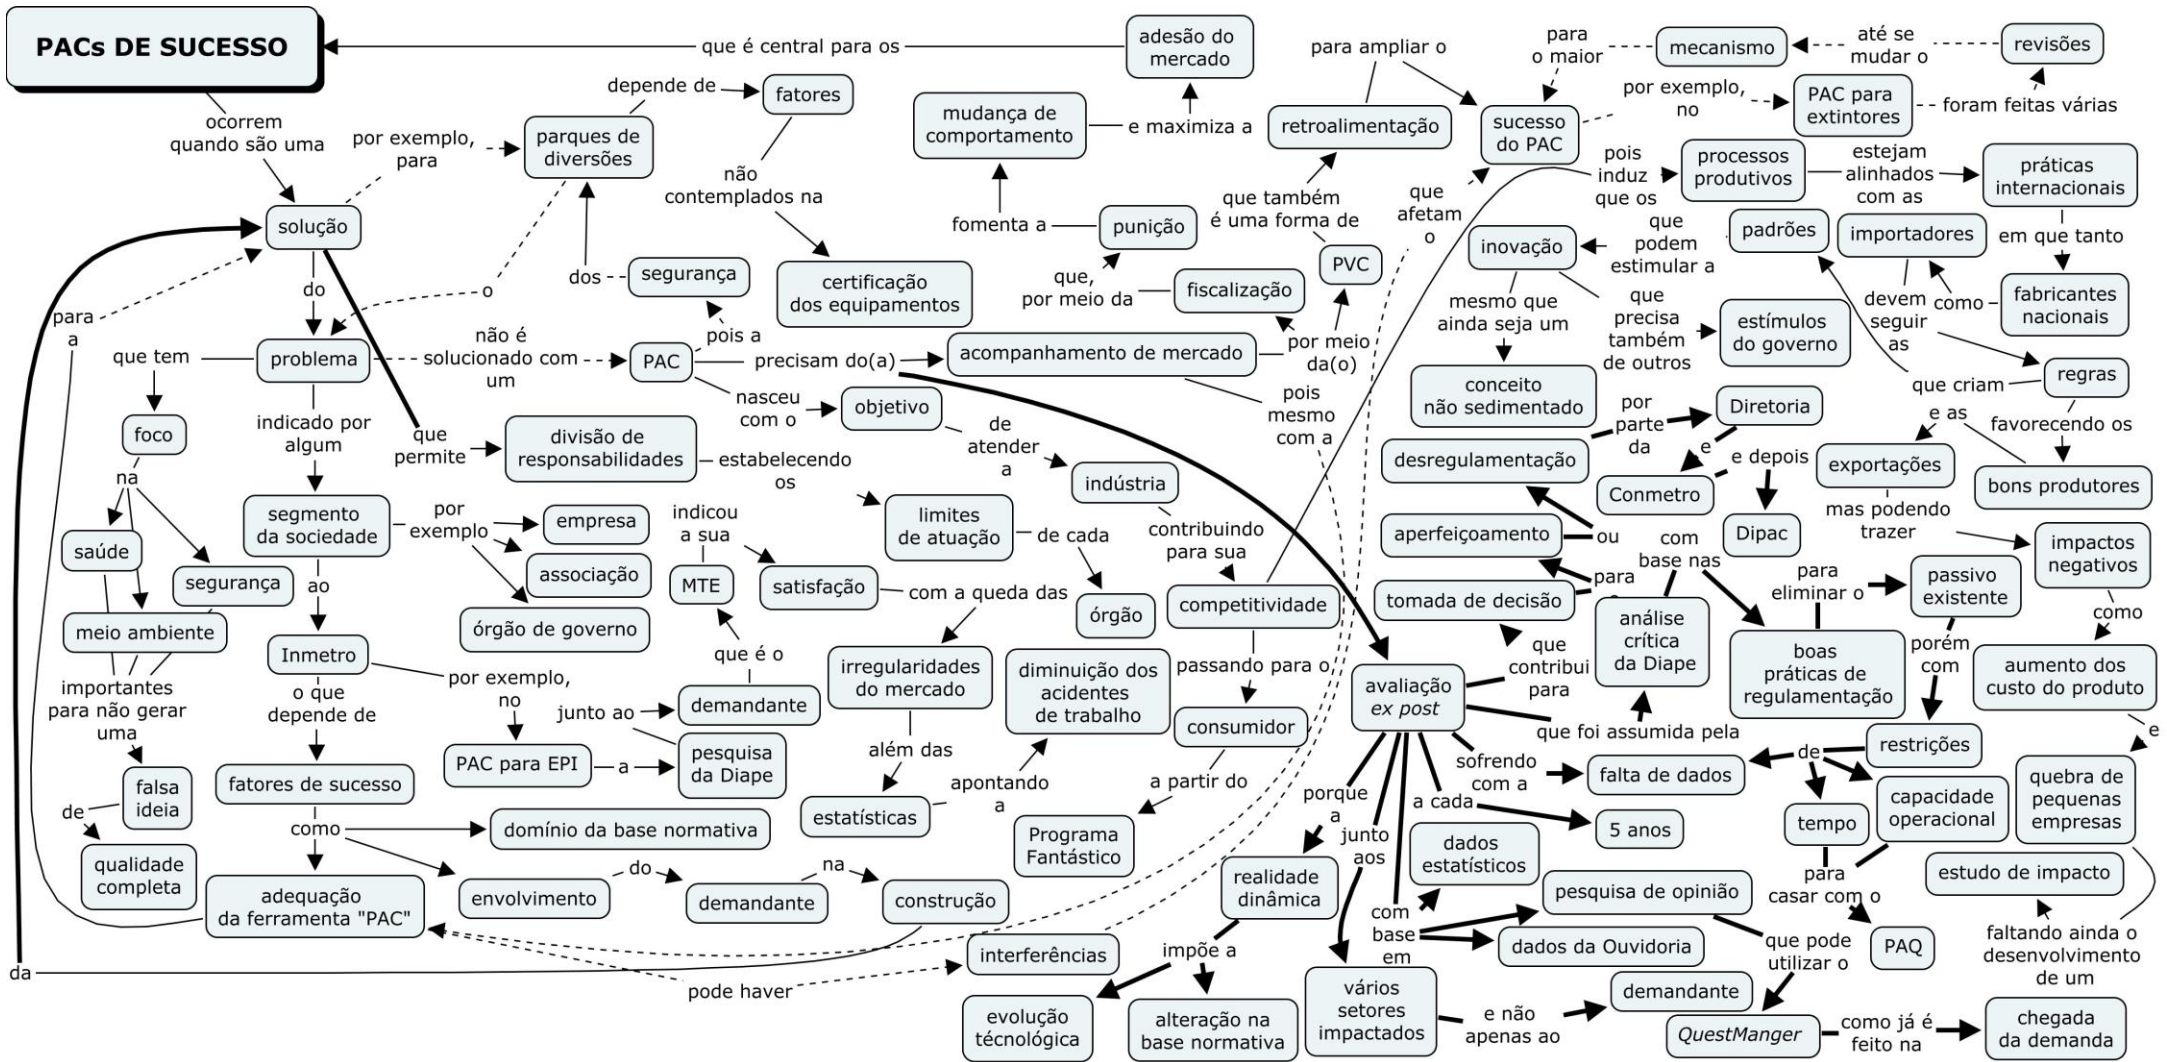 PACs DE SUCESSO
que é central para os
adesão do
mercado
ocorrem
quando são uma
solução
por exemplo,
para
parques de
diversões
depende de
fatores
não
contemplados na
certificação
dos equipamentos
dos
segurança
pois a
o
do
problema
não é
solucionado com
um
PAC
precisam do(a)
acompanhamento de mercado
por meio
da(o)
fiscalização
que,
por meio da
punição
fomenta a
mudança de
comportamento
e maximiza a
PVC
que também
é uma forma de
retroalimentação
para ampliar o
sucesso
do PAC
para
o maior
mecanismo
até se
mudar o
revisões
por exemplo,
no
PAC para
extintores
foram feitas várias
pois
induz
que os
processos
produtivos
estejam
alinhados
com as
práticas
internacionais
em que tanto
fabricantes
nacionais
como
importadores
devem
seguir
as
regras
que criam
padrões
e as
exportações
favorecendo os
bons produtores
que
podem
estimular a
inovação
mesmo que
ainda seja um
conceito
não sedimentado
que
precisa
também
de outros
estímulos
do governo
que
afetam
o
pois
mesmo
com a
mas podendo
trazer
impactos
negativos
como
aumento dos
custo do produto
e
quebra de
pequenas
empresas
faltando ainda o
desenvolvimento
de um
estudo de impacto
para
a
que tem
foco
na
saúde
segurança
meio ambiente
importantes
para não gerar
uma
falsa
ideia
de
qualidade
completa
indicado por
algum
segmento
da sociedade
por
exemplo
empresa
associação
órgão de governo
ao
Inmetro
o que
depende de
fatores de sucesso
como
domínio da base normativa
envolvimento
do
demandante
na
construção
da
adequação
da ferramenta "PAC"
pode haver
interferências
por exemplo,
no
PAC para EPI
a
pesquisa
da Diape
junto ao
demandante
que é o
MTE
indicou
a sua
satisfação
com a queda das
irregularidades
do mercado
além das
estatísticas
apontando
a
diminuição dos
acidentes
de trabalho
que
permite
divisão de
responsabilidades
estabelecendo
os
limites
de atuação
de cada
órgão
nasceu
com o
objetivo
de
atender
a
indústria
contribuindo
para sua
competitividade
passando para o
consumidor
a partir do
Programa
Fantástico
avaliação
ex post
que
contribui
para
tomada de decisão
para
aperfeiçoamento
ou
desregulamentação
por
parte
da
Diretoria
e
Conmetro
e depois
Dipac
que foi assumida pela
análise
crítica
da Diape
com
base nas
boas
práticas de
regulamentação
para
eliminar o
passivo
existente
porém
com
restrições
de
falta de dados
tempo
capacidade
operacional
para
casar com o
PAQ
sofrendo
com a
a cada
5 anos
porque
a
realidade
dinâmica
impõe a
evolução
técnológica
alteração na
base normativa
junto
aos
vários
setores
impactados
e não
apenas ao
demandante
com
base
em
dados
estatísticos
pesquisa de opinião
dados da Ouvidoria
que pode
utilizar o
QuestManger
como já é
feito na
chegada
da demanda